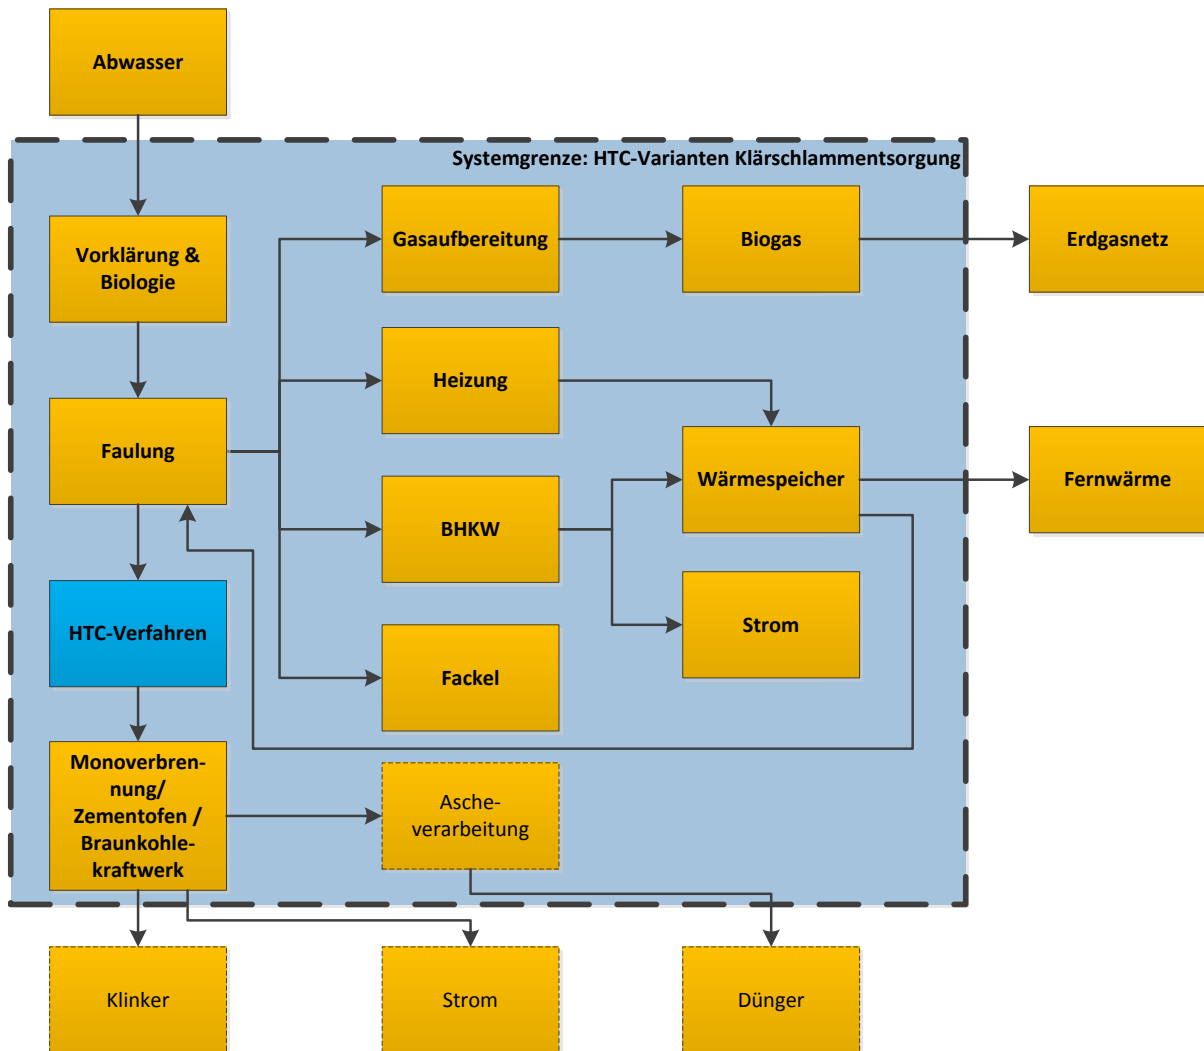 Abwasser
Systemgrenze: HTC-Varianten Klärschlammentsorgung
Vorklärung &
Biologie
Gasaufbereitung
Biogas
Erdgasnetz
Heizung
Faulung
Wärmespeicher
Fernwärme
BHKW
HTC-Verfahren
Strom
Fackel
Monoverbren-
nung/
Zementofen /
Braunkohle-
kraftwerk
Asche-
verarbeitung
Klinker
Strom
Dünger